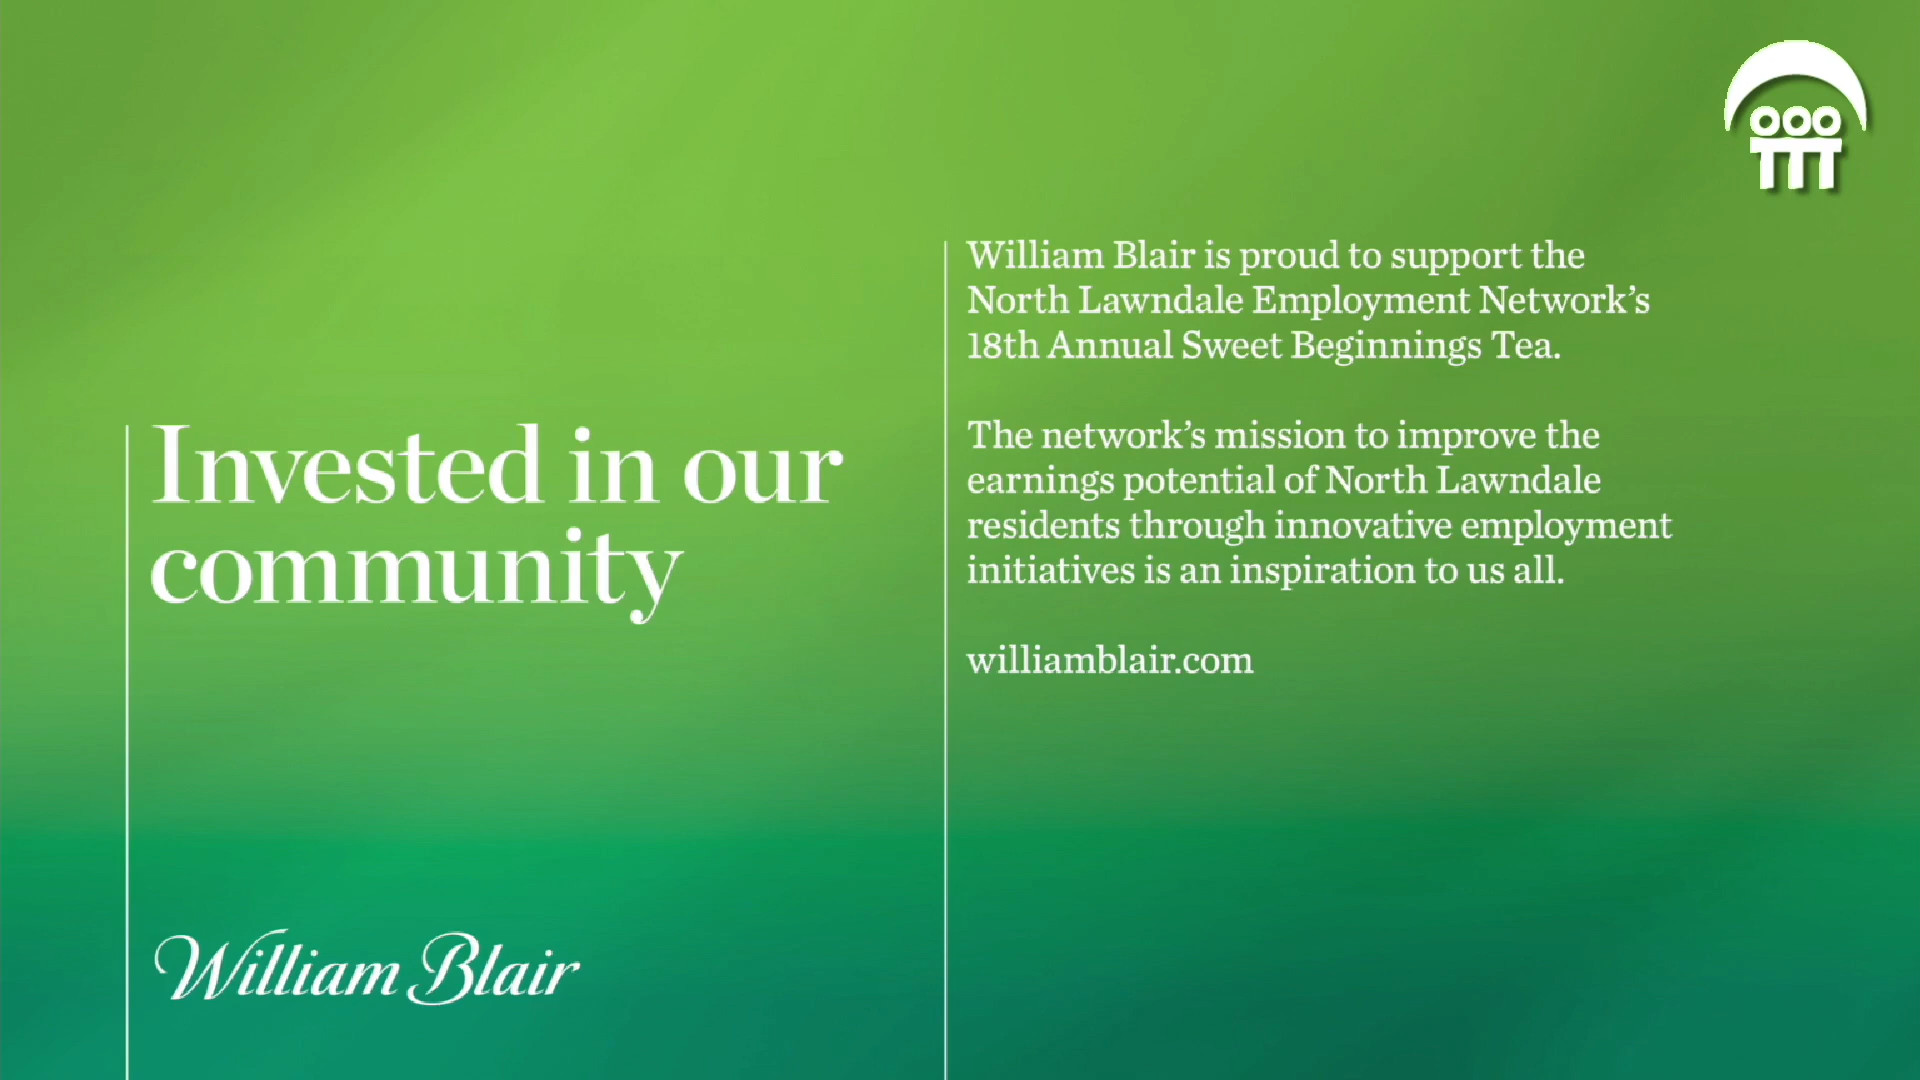 Invested in our
community
William Blair
William Blair is proud to support the
North Lawndale Employment Network’s
18th Annual Sweet Beginnings Tea.
The network’s mission to improve the
earnings potential of North Lawndale
residents through innovative employment
initiatives is an inspiration to us all.
williamblair.com